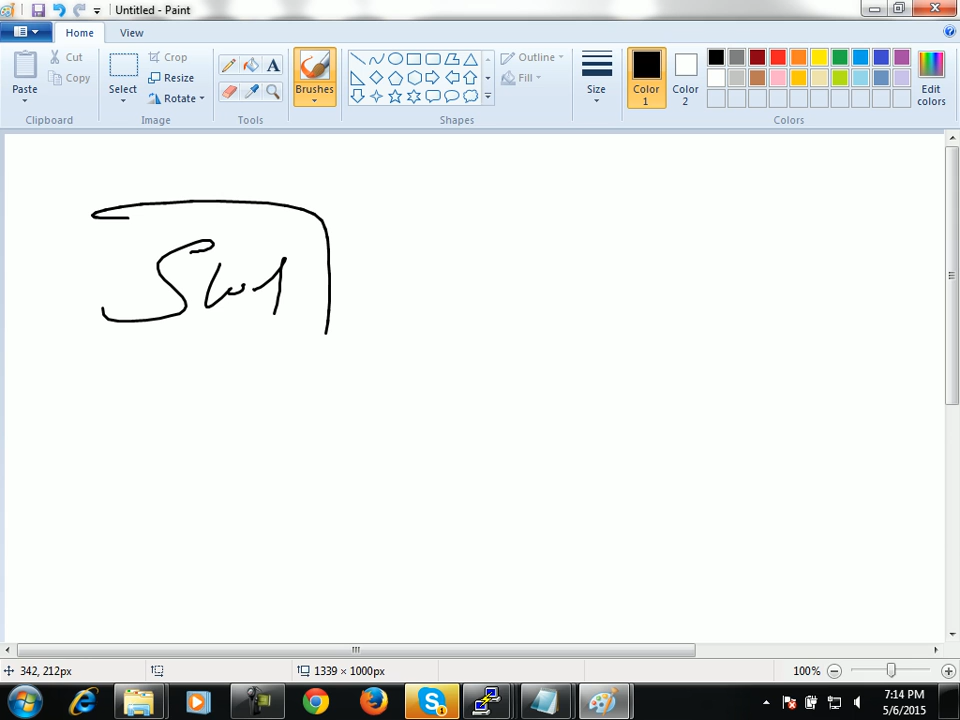 Untitled - Paint
Home View
Paste
Cut
Copy
Clipboard
Select
Crop
Resize
Rotate
Image
Tools
Brushes
Shapes
Outline
Fill
Size
Color 1
Color 2
Colors
Edit colors
342, 212px
1339 × 1000px
100%
7:14 PM
5/6/2015